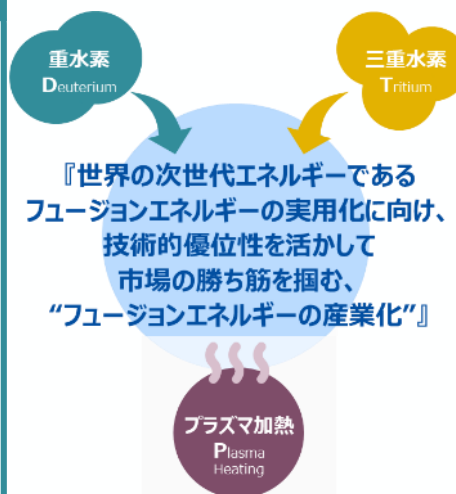 重水素
Deuterium
三重水素
Tritium
『世界の次世代エネルギーである
フュージョンエネルギーの実用化に向け、
技術的優位性を活かして
市場の勝ち筋を掴む、
“フュージョンエネルギーの産業化”』
プラズマ加熱
Plasma
Heating